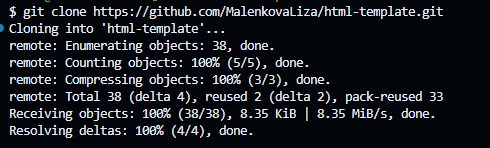 $ git clone https://github.com/MalenkovaLiza/html-template.git
Cloning into 'html-template'...
remote: Enumerating objects: 38, done.
remote: Counting objects: 100% (5/5), done.
remote: Compressing objects: 100% (3/3), done.
remote: Total 38 (delta 4), reused 2 (delta 2), pack-reused 33
Receiving objects: 100% (38/38), 8.35 KiB | 8.35 MiB/s, done.
Resolving deltas: 100% (4/4), done.